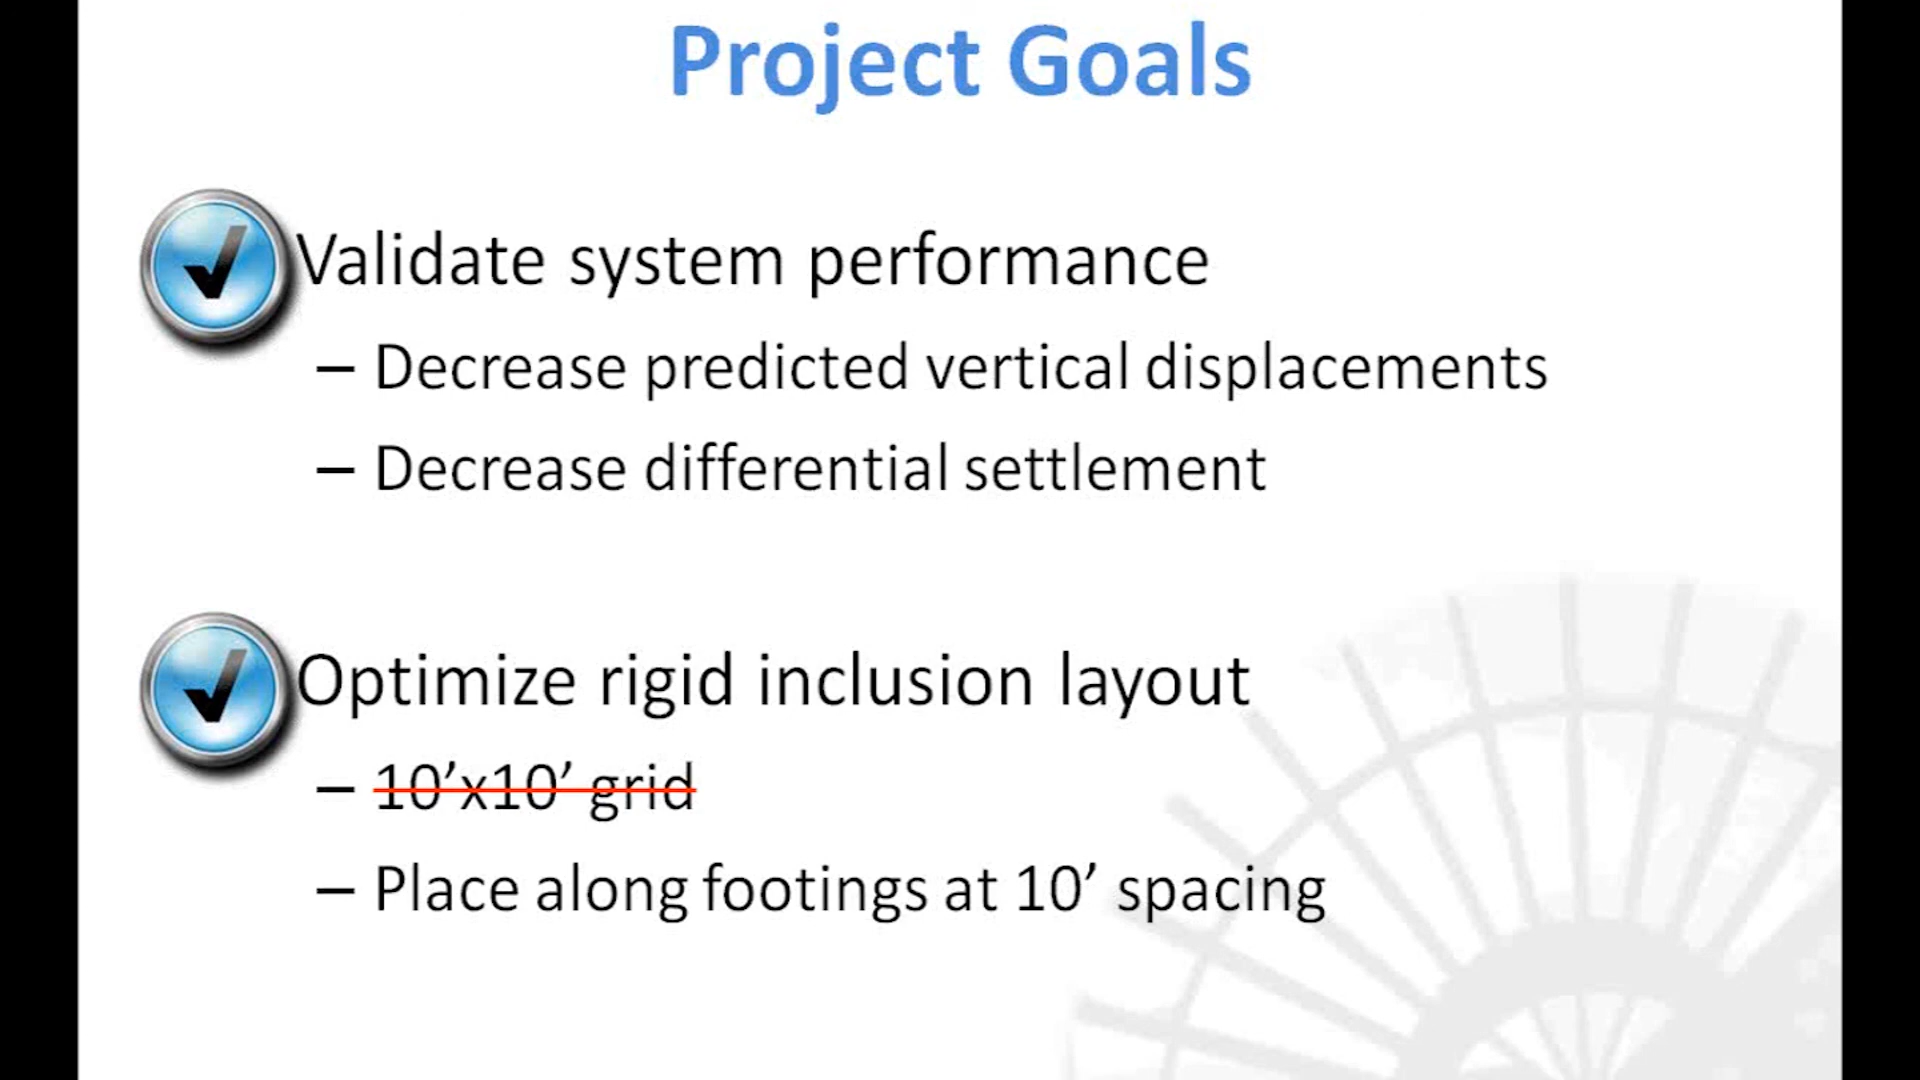 Project Goals
Validate system performance
– Decrease predicted vertical displacements
– Decrease differential settlement
Optimize rigid inclusion layout
– 10’x10’ grid
– Place along footings at 10’ spacing